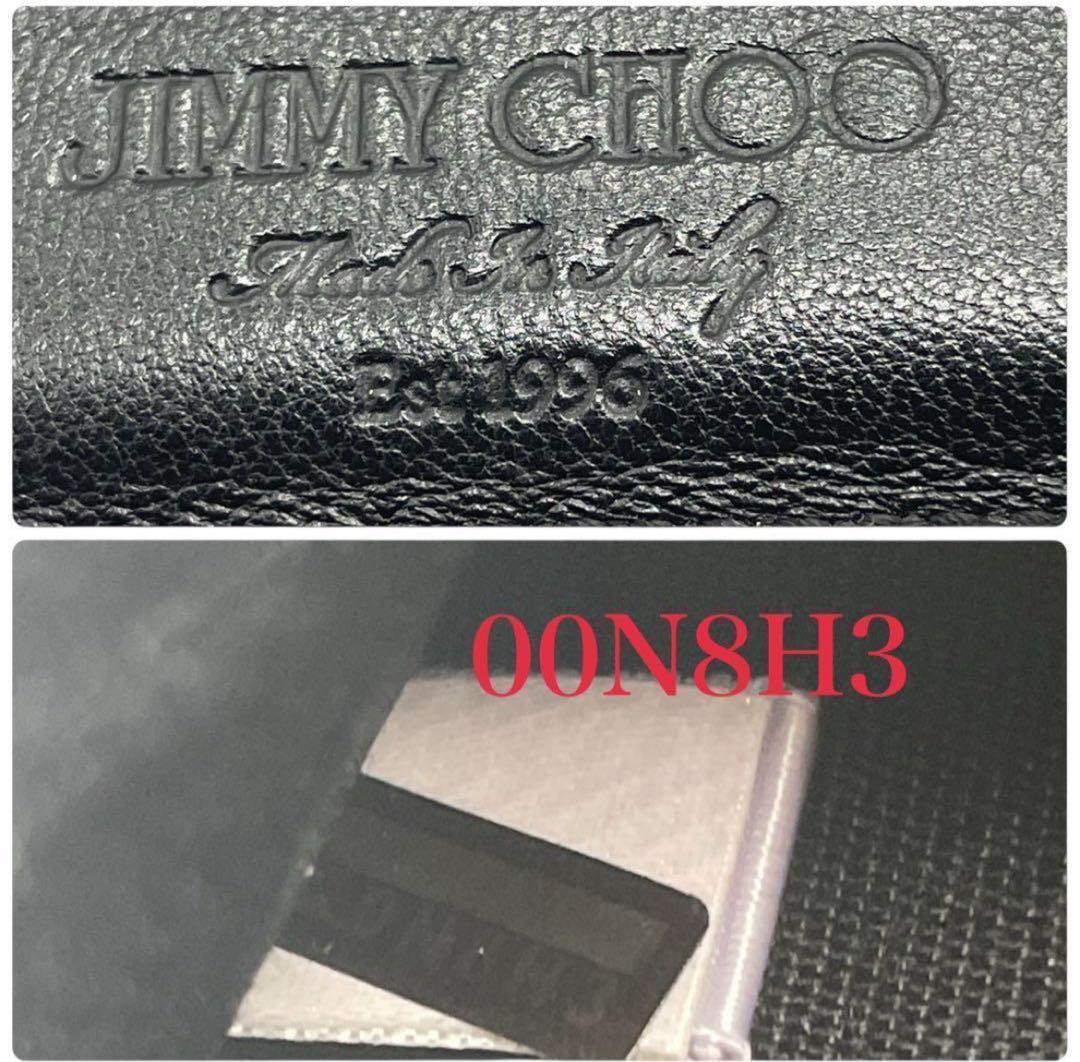 JIMMY CHOO
Made In Italy
Est 1996
00N8H3